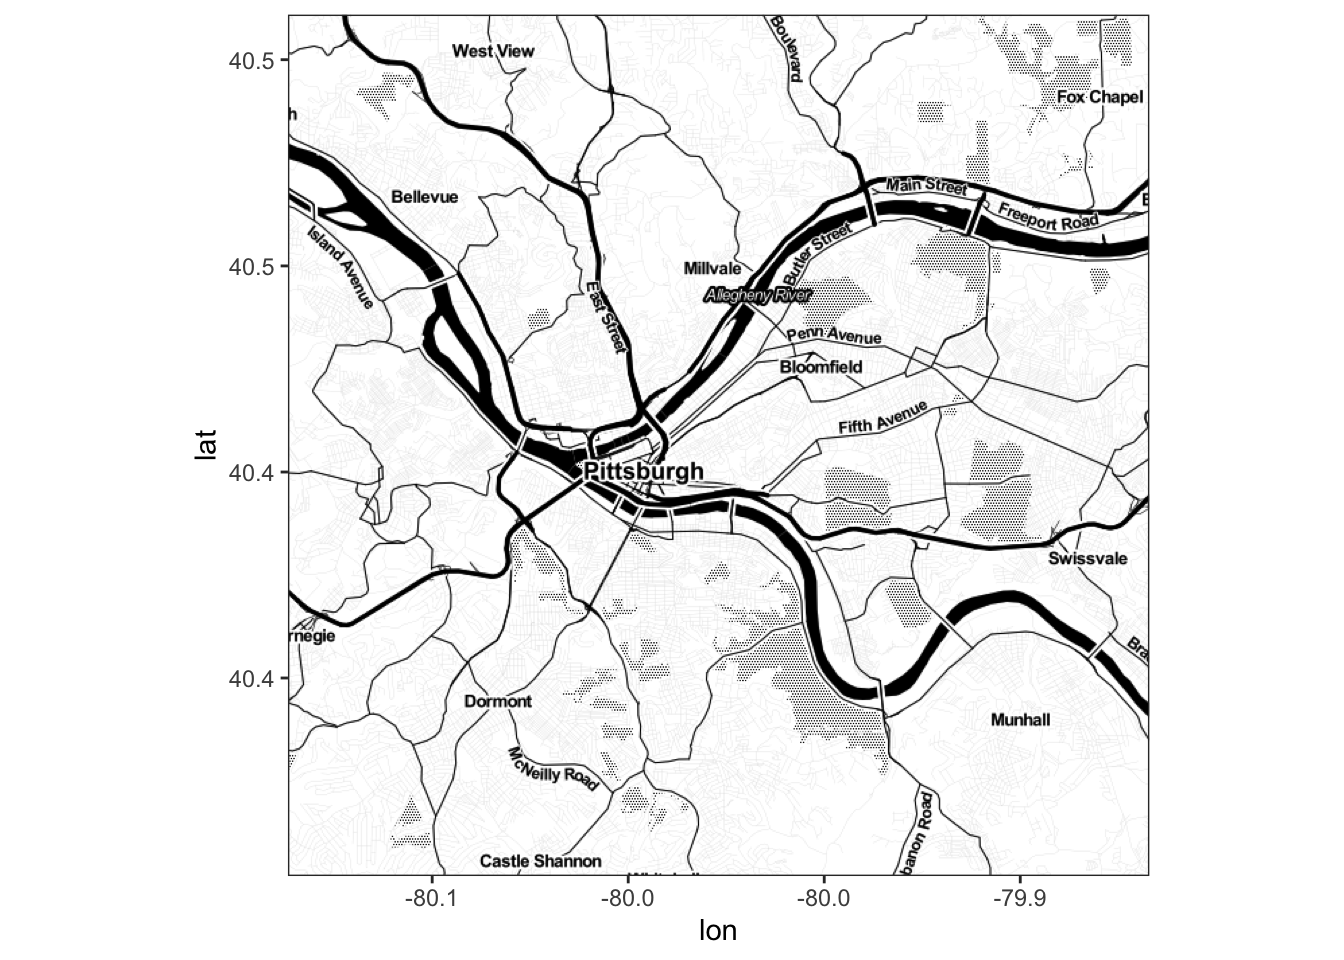 Boulevard
West View
40.5
Fox Chapel
h
Main Street
Bellevue
Freeport Road
Island Avenue
Butler Street
40.5
Millvale
Allegheny River
East Street
Penn Avenue
Bloomfield
Fifth Avenue
lat
40.4
Pittsburgh
Swissvale
rnegie
Bra
40.4
Dormont
Munhall
McNeilly Road
banon Road
Castle Shannon
-80.1
-80.0
-80.0
-79.9
lon